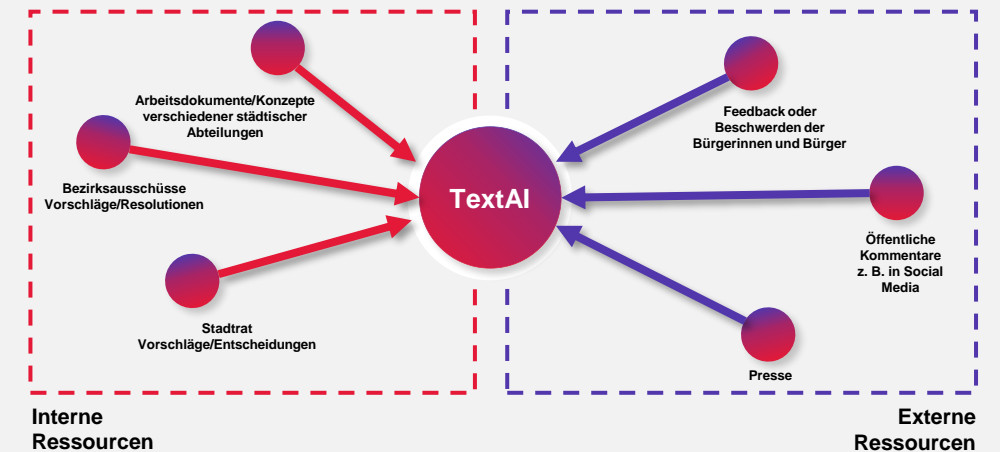 Arbeitsdokumente/Konzepte
verschiedener städtischer
Abteilungen
Bezirksausschüsse
Vorschläge/Resolutionen
Stadtrat
Vorschläge/Entscheidungen
TextAI
Feedback oder
Beschwerden der
Bürgerinnen und Bürger
Öffentliche
Kommentare
z. B. in Social
Media
Presse
Interne
Ressourcen
Externe
Ressourcen